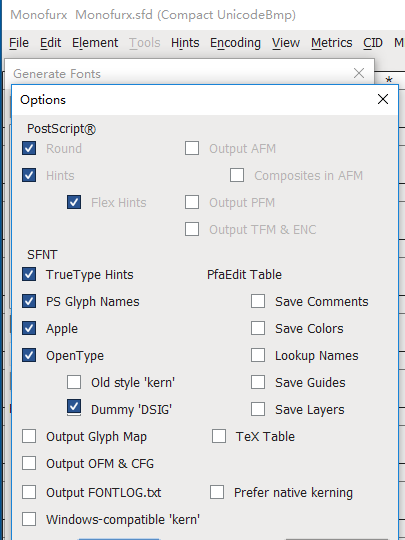 Monofurx Monofurx.sfd (Compact UnicodeBmp)
File Edit Element Tools Hints Encoding View Metrics CID M
Generate Fonts
Options
PostScript®
Round Output AFM
Hints Composites in AFM
Flex Hints Output PFM
Output TFM & ENC
SFNT
TrueType Hints PfaEdit Table
PS Glyph Names Save Comments
Apple Save Colors
OpenType Lookup Names
Old style 'kern' Save Guides
Dummy 'DSIG' Save Layers
Output Glyph Map TeX Table
Output OFM & CFG
Output FONTLOG.txt Prefer native kerning
Windows-compatible 'kern'